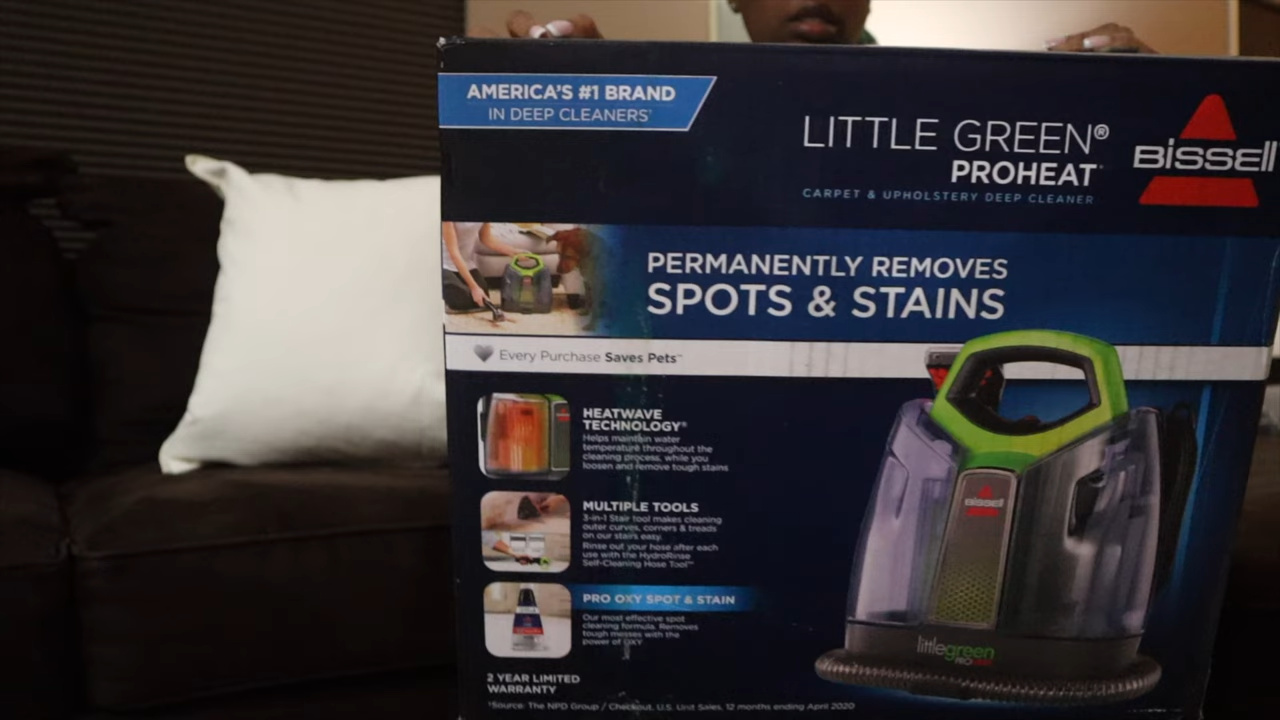 AMERICA'S #1 BRAND
IN DEEP CLEANERS†
LITTLE GREEN®
PROHEAT®
CARPET & UPHOLSTERY DEEP CLEANER
BISSELL
PERMANENTLY REMOVES
SPOTS & STAINS
Every Purchase Saves Pets™
HEATWAVE
TECHNOLOGY®
Helps maintain water
temperature throughout the
cleaning process, while you
loosen and remove tough stains
MULTIPLE TOOLS
3-in-1 Stair tool makes cleaning
outer curves, corners & treads
on our stairs easy.
Rinse out your hose after each
use with the HydroRinse
Self-Cleaning Hose Tool™
PRO OXY SPOT & STAIN
Our most effective spot
cleaning formula. Removes
tough messes with the
power of OXY
2 YEAR LIMITED
WARRANTY
†Source: The NPD Group / Checkout, U.S. Unit Sales, 12 months ending April 2020
BISSELL
littlegreen
PROHEAT